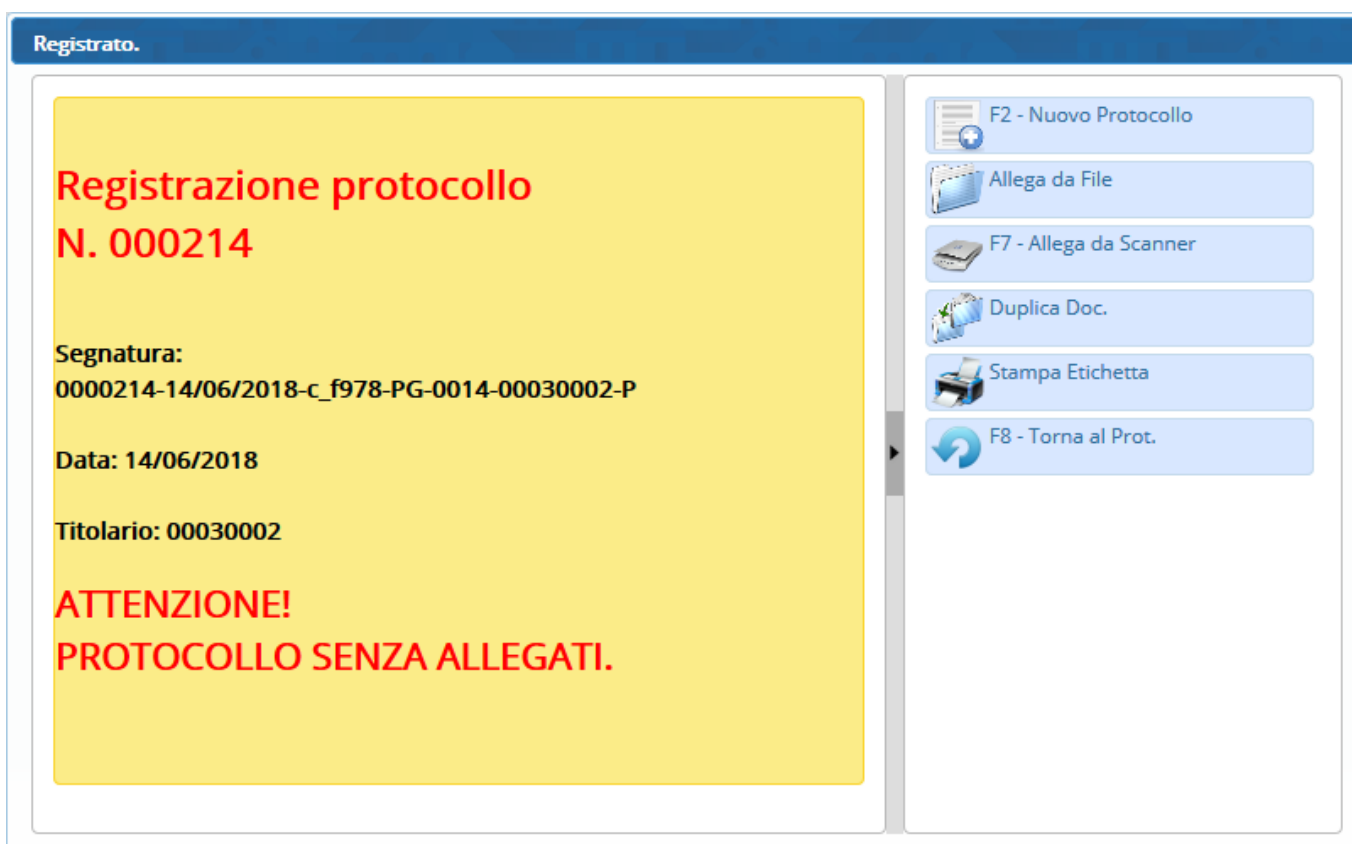 Registrato.
Registrazione protocollo
N. 000214
Segnatura:
0000214-14/06/2018-c_f978-PG-0014-00030002-P
Data: 14/06/2018
Titolario: 00030002
ATTENZIONE!
PROTOCOLLO SENZA ALLEGATI.
F2 - Nuovo Protocollo
Allega da File
F7 - Allega da Scanner
Duplica Doc.
Stampa Etichetta
F8 - Torna al Prot.